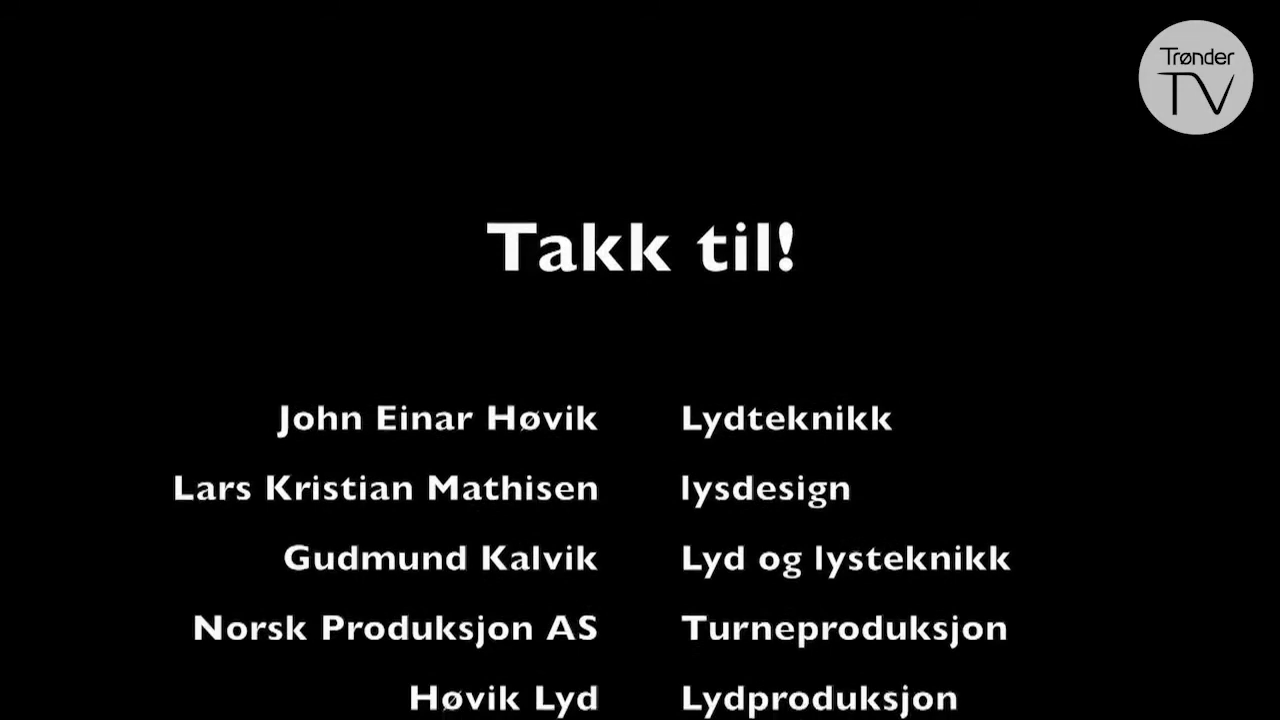 Trønder
TV
Takk til!
John Einar Høvik Lydteknikk
Lars Kristian Mathisen lysdesign
Gudmund Kalvik Lyd og lysteknikk
Norsk Produksjon AS Turneproduksjon
Høvik Lyd Lydproduksjon